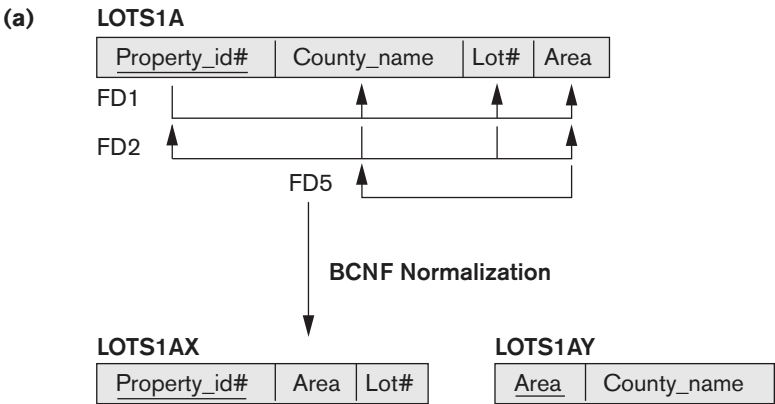 (a) LOTS1A
Property_id# County_name Lot# Area
FD1
FD2
FD5
BCNF Normalization
LOTS1AX LOTS1AY
Property_id# Area Lot# Area County_name